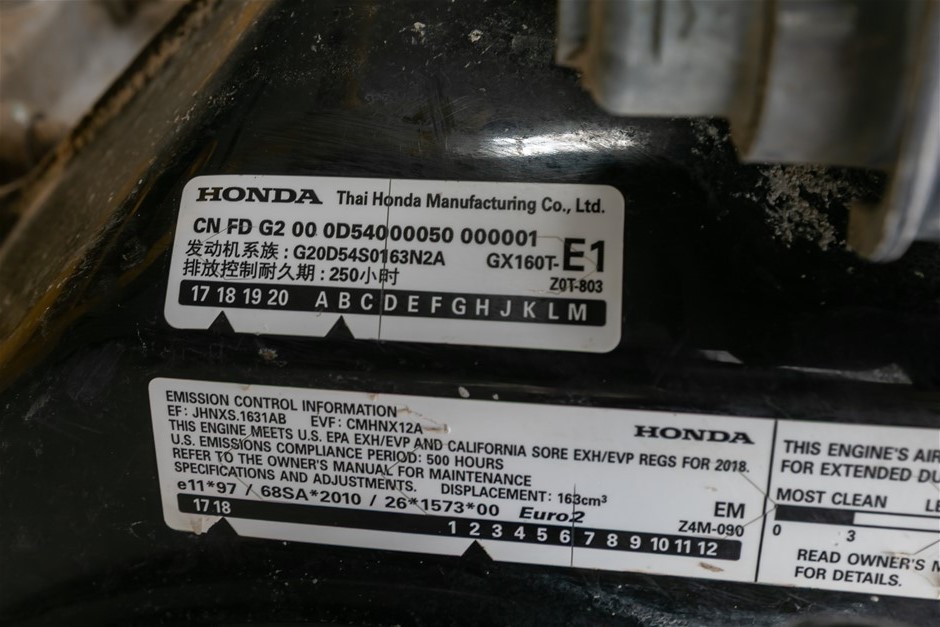 HONDA Thai Honda Manufacturing Co., Ltd.
CN FD G2 00 0D54000050 000001
发动机系族：G20D54S0163N2A GX160T- E1
排放控制耐久期：250小时 Z0T-803
17 18 19 20 A B C D E F G H J K L M
EMISSION CONTROL INFORMATION
EF: JHNXS.1631AB EVF: CMHNX12A HONDA
THIS ENGINE MEETS U.S. EPA EXH/EVP AND CALIFORNIA SORE EXH/EVP REGS FOR 2018.
U.S. EMISSIONS COMPLIANCE PERIOD: 500 HOURS
REFER TO THE OWNER'S MANUAL FOR MAINTENANCE
SPECIFICATIONS AND ADJUSTMENTS. DISPLACEMENT: 163cm³
e11*97 / 68SA*2010 / 26*1573*00 Euro2 EM
Z4M-090
17 18 1 2 3 4 5 6 7 8 9 10 11 12
THIS ENGINE'S AIR
FOR EXTENDED DU
MOST CLEAN LE
0 3
READ OWNER'S M
FOR DETAILS.